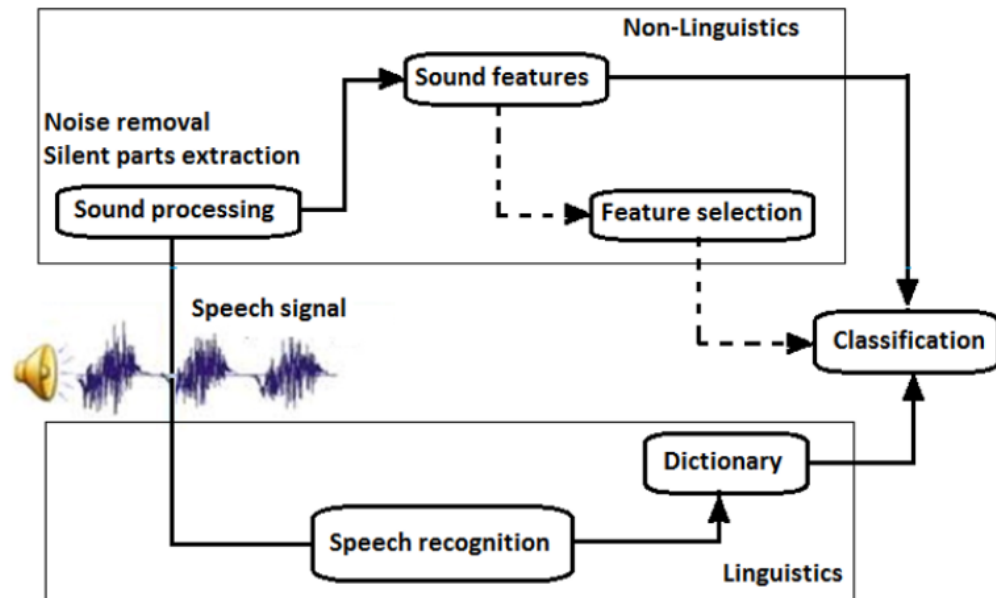 Non-Linguistics
Sound features
Noise removal
Silent parts extraction
Sound processing
Feature selection
Speech signal
Classification
Dictionary
Speech recognition
Linguistics